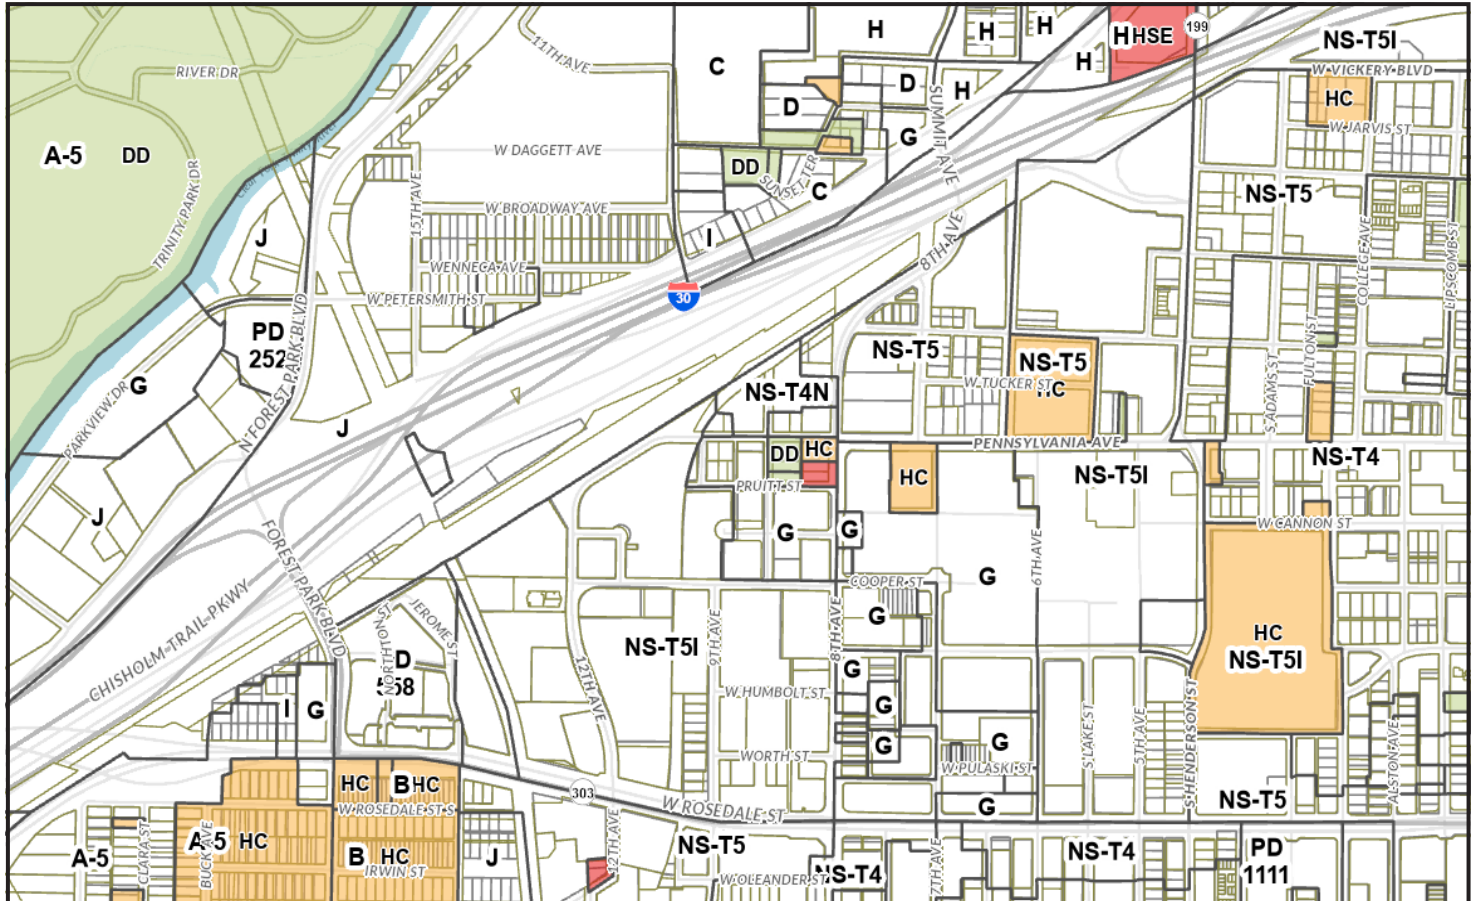 H
H
H
HHSE
199
NS-T5I
11TH AVE
C
H
W VICKERY BLVD
RIVER DR
D
H
HC
D
SUMMIT AVE
W JARVIS ST
G
A-5
DD
W DAGGETT AVE
DD
SUNSET TER
C
NS-T5
TRINITY PARK DR
15TH AVE
W BROADWAY AVE
COLLEGE AVE
LIPSCOMB ST
J
I
8TH AVE
WENNECA AVE
30
W PETERSMITH ST
PD
252
N FOREST PARK BLVD
NS-T5
NS-T5
HC
W TUCKER ST
FULTON ST
S ADAMS ST
G
PARKVIEW DR
NS-T4N
J
PENNSYLVANIA AVE
DD
HC
NS-T4
HC
NS-T5I
PRUITT ST
J
G
G
W CANNON ST
FOREST PARK BLVD
6TH AVE
G
COOPER ST
CHISHOLM TRAIL PKWY
NORTHTON ST
JEROME ST
G
8TH AVE
9TH AVE
NS-T5I
HC
NS-T5I
D
558
12TH AVE
G
W HUMBOLT ST
I
G
G
S LAKE ST
5TH AVE
S HENDERSON ST
ALSTON AVE
G
G
WORTH ST
W PULASKI ST
HC
B
HC
303
W ROSEDALE ST
G
NS-T5
W ROSEDALE ST S
CLARA ST
BUCK AVE
A-5
A-5
HC
B
HC
IRWIN ST
J
12TH AVE
NS-T5
W OLEANDER ST
NS-T4
7TH AVE
NS-T4
PD
1111